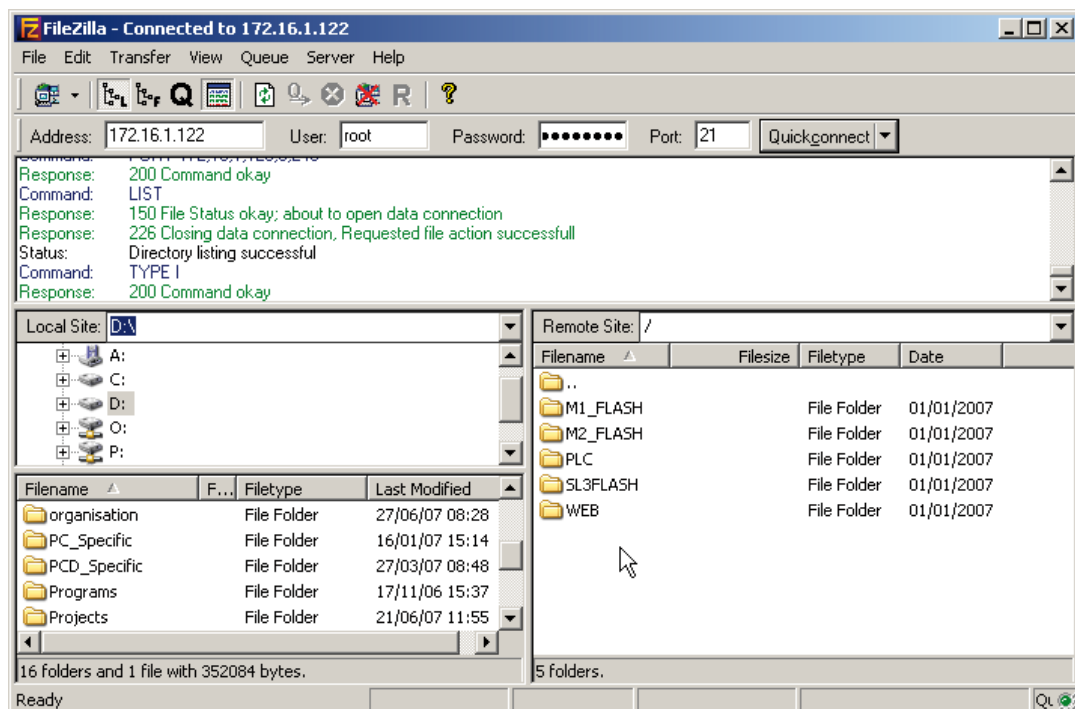 FileZilla - Connected to 172.16.1.122
File Edit Transfer View Queue Server Help
Address: 172.16.1.122 User: root Password: ●●●●●●●● Port: 21 Quickconnect
Response: 200 Command okay
Command: LIST
Response: 150 File Status okay; about to open data connection
Response: 226 Closing data connection, Requested file action successfull
Status: Directory listing successful
Command: TYPE I
Response: 200 Command okay
Local Site: D:\
A:
C:
D:
O:
P:
Filename F... Filetype Last Modified
organisation File Folder 27/06/07 08:28
PC_Specific File Folder 16/01/07 15:14
PCD_Specific File Folder 27/03/07 08:48
Programs File Folder 17/11/06 15:37
Projects File Folder 21/06/07 11:55
16 folders and 1 file with 352084 bytes.
Remote Site: /
Filename Filesize Filetype Date
..
M1_FLASH File Folder 01/01/2007
M2_FLASH File Folder 01/01/2007
PLC File Folder 01/01/2007
SL3FLASH File Folder 01/01/2007
WEB File Folder 01/01/2007
5 folders.
Ready